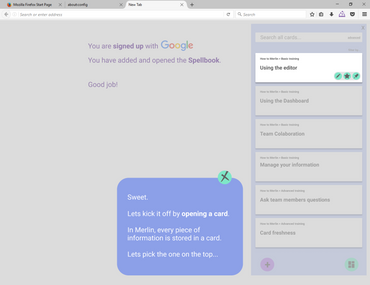 Mozilla Firefox Start Page
about:config
New Tab
Search or enter address
Search
You are signed up with Google
You have added and opened the Spellbook.
Good job!
Search all cards...
How to Merlin > Basic training
Using the editor
How to Merlin > Basic training
Using the Dashboard
How to Merlin > Basic training
Team Colaboration
How to Merlin > Basic training
Manage your information
How to Merlin > Advanced training
Ask team members questions
How to Merlin > Advanced training
Card freshness
Sweet.
Lets kick it off by opening a card.
In Merlin, every piece of
information is stored in a card.
Lets pick the one on the top...